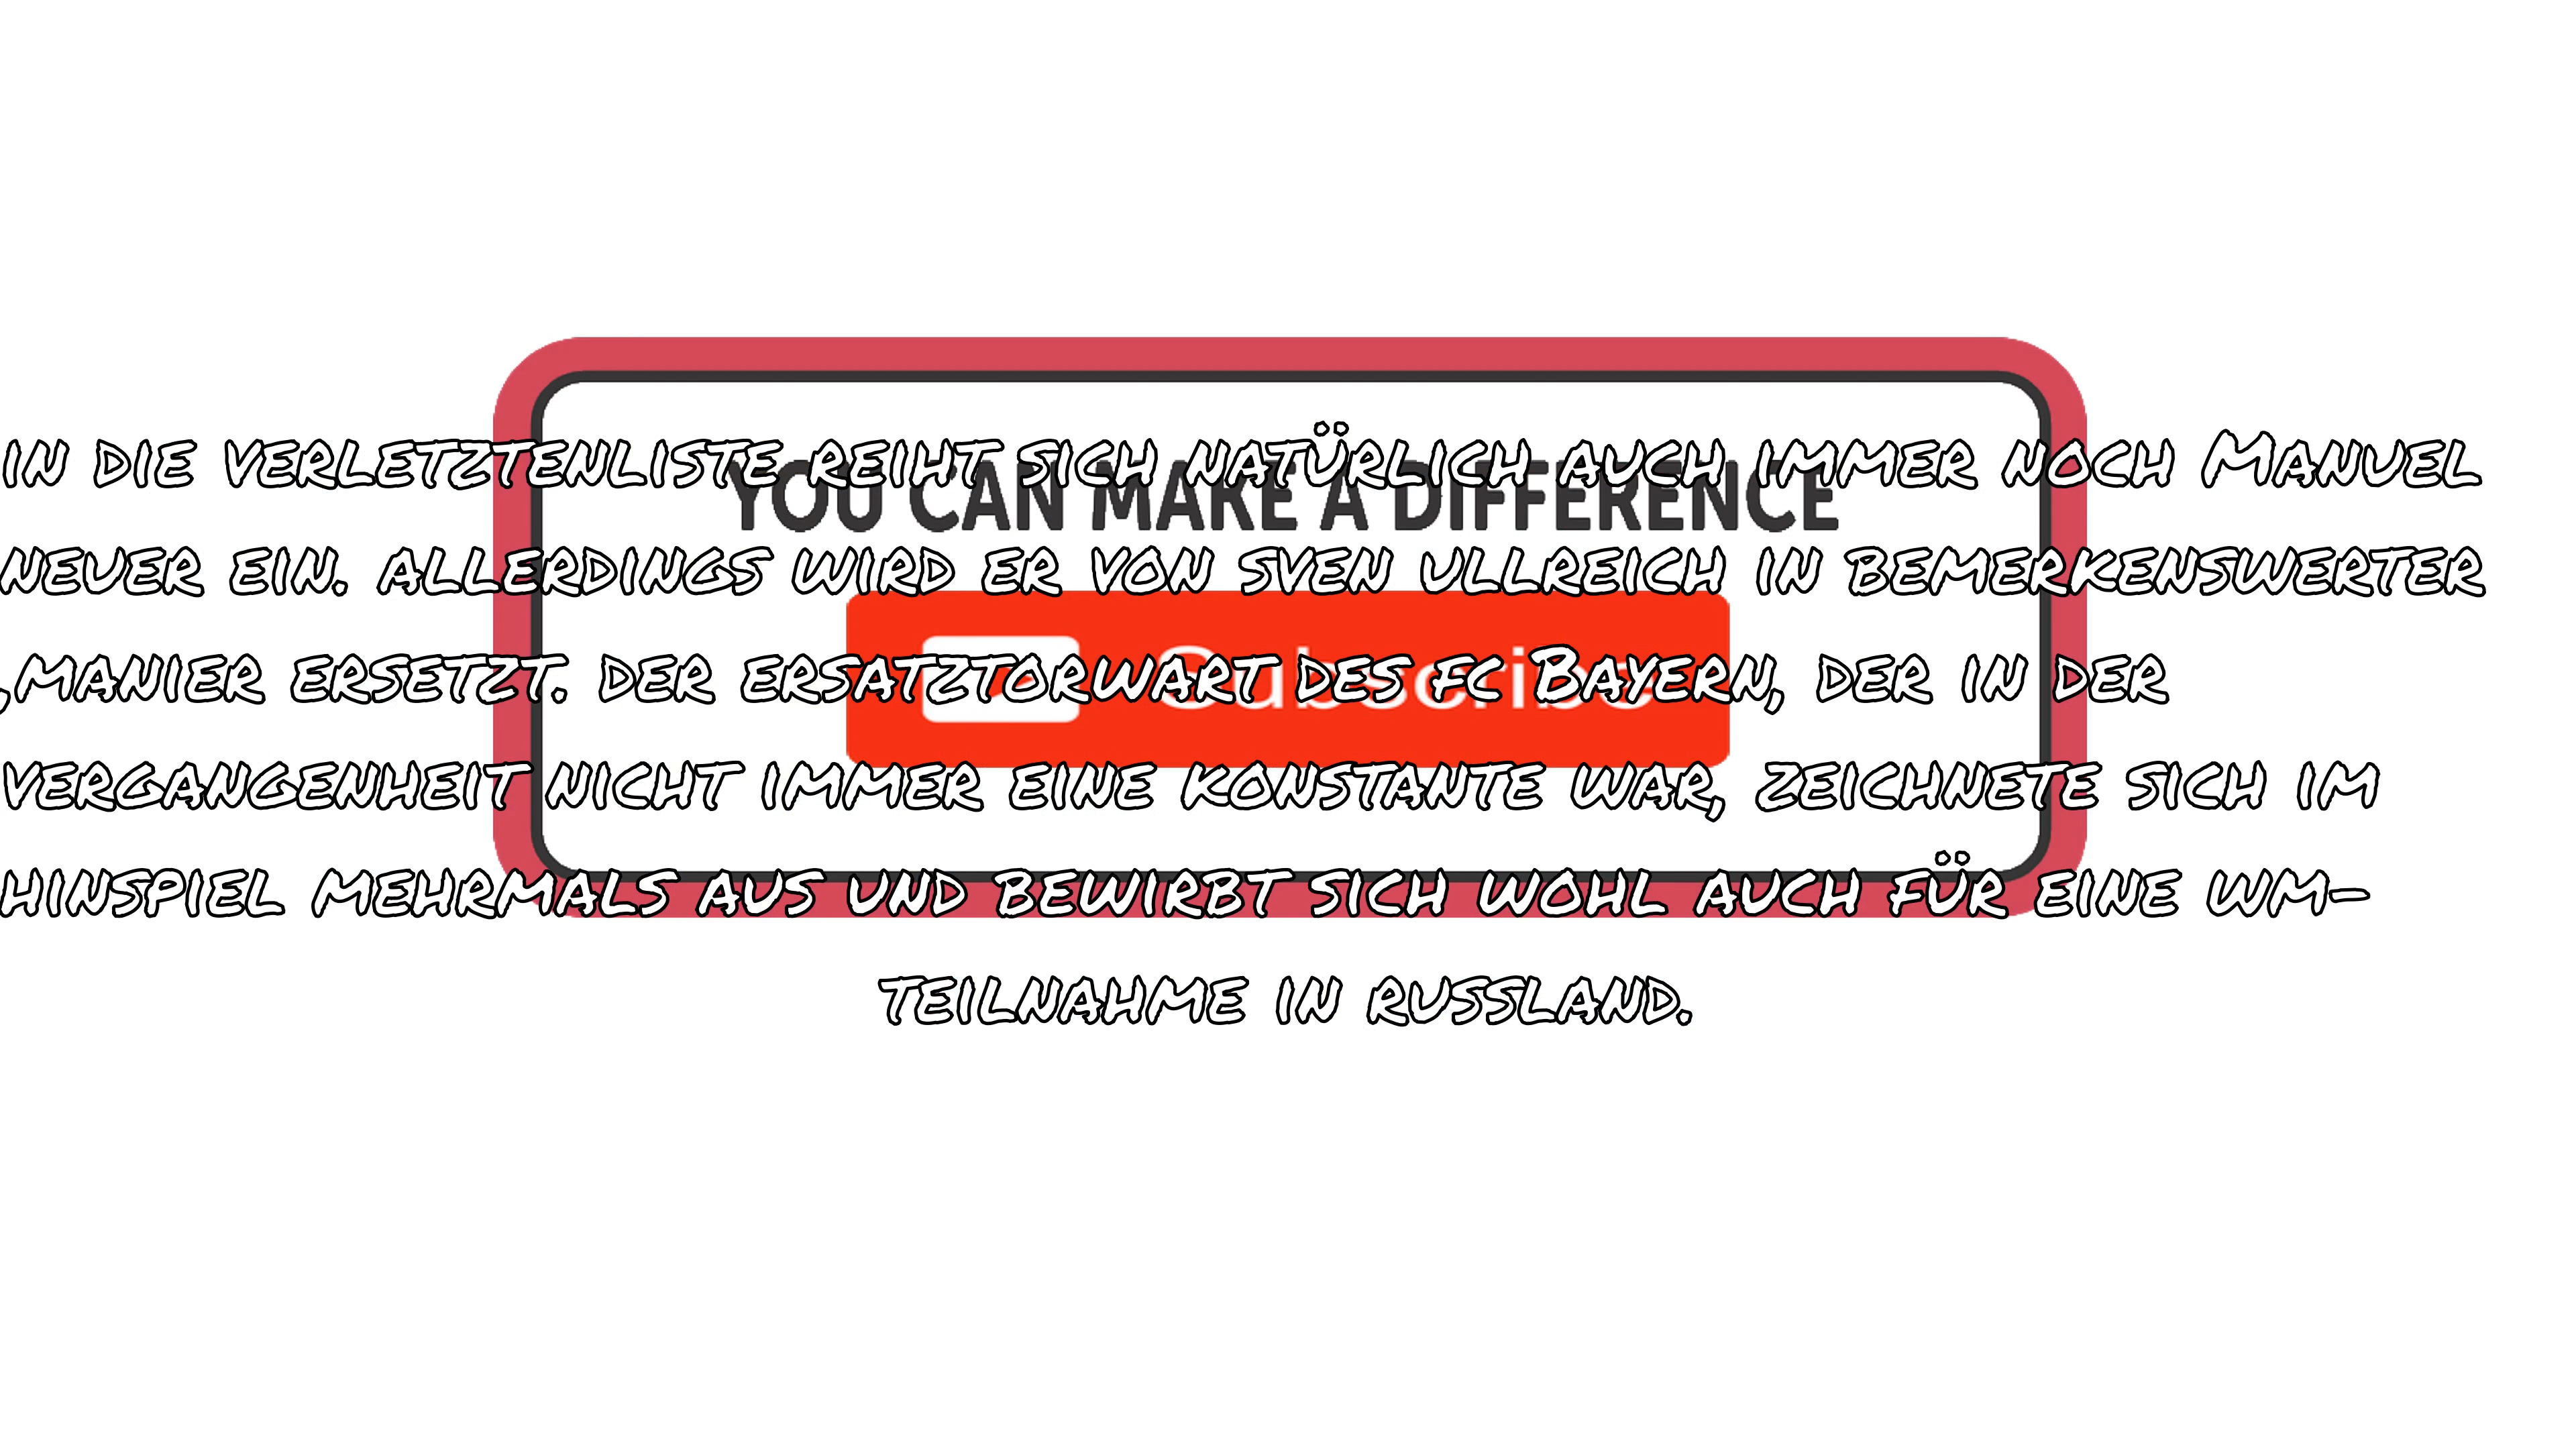 in die verletztenliste reiht sich natürlich auch immer noch Manuel
YOU CAN MAKE A DIFFERENCE
neuer ein. allerdings wird er von sven ullreich in bemerkenswerter
,manier ersetzt. der ersatztorwart des fc Bayern, der in der
Subscribe
vergangenheit nicht immer eine konstante war, zeichnete sich im
hinspiel mehrmals aus und bewirbt sich wohl auch für eine wm-
teilnahme in russland.